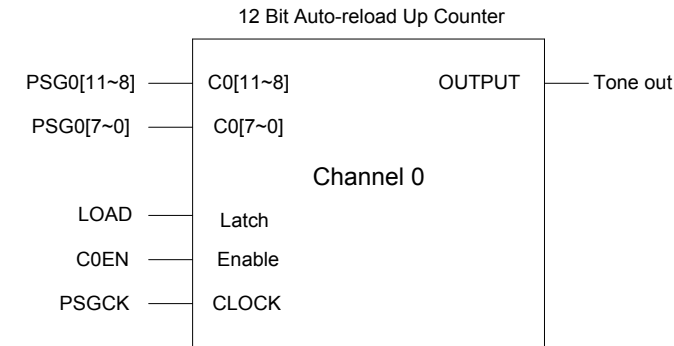 12 Bit Auto-reload Up Counter
PSG0[11~8] C0[11~8] OUTPUT Tone out
PSG0[7~0] C0[7~0]
Channel 0
LOAD Latch
C0EN Enable
PSGCK CLOCK